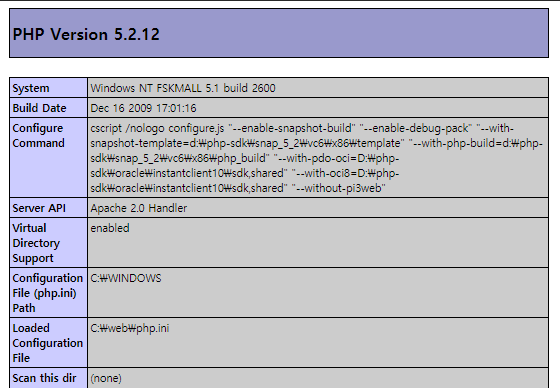 PHP Version 5.2.12
System Windows NT FSKMALL 5.1 build 2600
Build Date Dec 16 2009 17:01:16
Configure cscript /nologo configure.js "--enable-snapshot-build" "--enable-debug-pack" "--with-
Command snapshot-template=d:₩php-sdk₩snap_5_2₩vc6₩x86₩template" "--with-php-build=d:₩php-
sdk₩snap_5_2₩vc6₩x86₩php_build" "--with-pdo-oci=D:₩php-
sdk₩oracle₩instantclient10₩sdk,shared" "--with-oci8=D:₩php-
sdk₩oracle₩instantclient10₩sdk,shared" "--without-pi3web"
Server API Apache 2.0 Handler
Virtual enabled
Directory
Support
Configuration C:₩WINDOWS
File (php.ini)
Path
Loaded C:₩web₩php.ini
Configuration
File
Scan this dir (none)